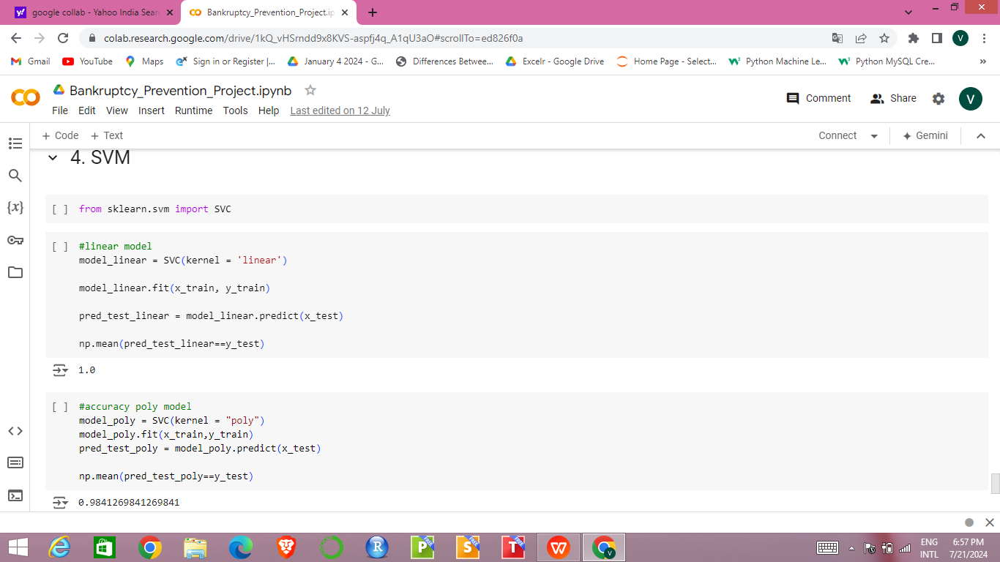 google collab - Yahoo India Sear
Bankruptcy_Prevention_Project.ip
colab.research.google.com/drive/1kQ_vHSrndd9x8KVS-aspfj4q_A1qU3aO#scrollTo=ed826f0a
V
Gmail
YouTube
Maps
Sign in or Register |...
January 4 2024 - G...
Differences Betwee...
Excelr - Google Drive
Home Page - Select...
Python Machine Le...
Python MySQL Cre...
»
Bankruptcy_Prevention_Project.ipynb
Comment
Share
V
File Edit View Insert Runtime Tools Help Last edited on 12 July
+ Code + Text
Connect
Gemini
4. SVM
{x}
[ ] from sklearn.svm import SVC
[ ] #linear model
model_linear = SVC(kernel = 'linear')
model_linear.fit(x_train, y_train)
pred_test_linear = model_linear.predict(x_test)
np.mean(pred_test_linear==y_test)
1.0
[ ] #accuracy poly model
model_poly = SVC(kernel = "poly")
model_poly.fit(x_train,y_train)
pred_test_poly = model_poly.predict(x_test)
np.mean(pred_test_poly==y_test)
0.9841269841269841
R
P
S
T
W
V
ENG
INTL
6:57 PM
7/21/2024